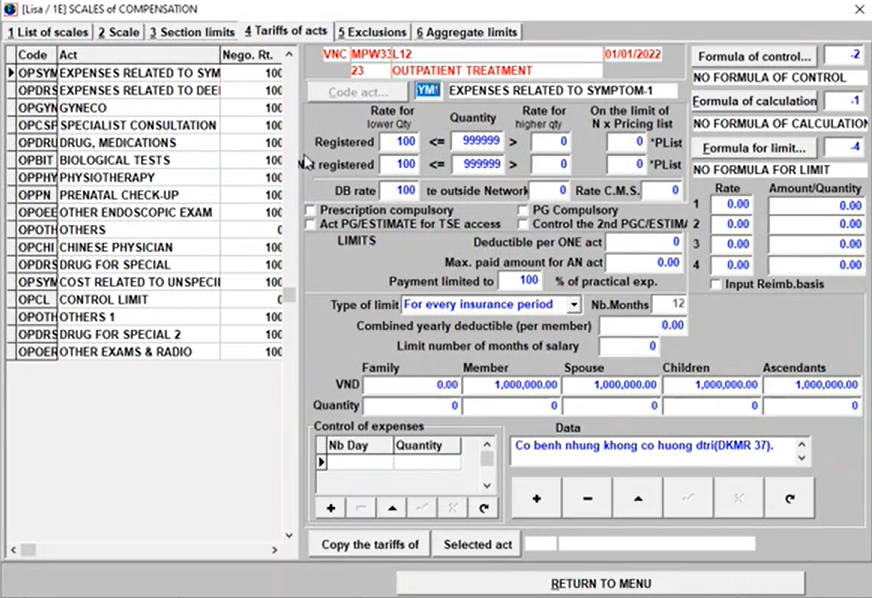 [Lisa / 1E] SCALES of COMPENSATION
1 List of scales 2 Scale 3 Section limits 4 Tariffs of acts 5 Exclusions 6 Aggregate limits
Code Act Nego. Rt.
OPSYM EXPENSES RELATED TO SYM 100
OPDRS EXPENSES RELATED TO DEE 100
OPGYN GYNECO 100
OPCSP SPECIALIST CONSULTATION 100
OPDRU DRUG, MEDICATIONS 100
OPBIT BIOLOGICAL TESTS 100
OPPHY PHYSIOTHERAPY 100
OPPN PRENATAL CHECK-UP 100
OPOEE OTHER ENDOSCOPIC EXAM 100
OPOTH OTHERS 0
OPCHI CHINESE PHYSICIAN 100
OPDRS DRUG FOR SPECIAL 100
OPSYM COST RELATED TO UNSPECII 100
OPCL CONTROL LIMIT 0
OPOTH OTHERS 1 100
OPDRS DRUG FOR SPECIAL 2 100
OPOER OTHER EXAMS & RADIO 100
VNC MPW33L12 01/01/2022
23 OUTPATIENT TREATMENT
Code act... YM1 EXPENSES RELATED TO SYMPTOM-1
Rate for lower Qty Quantity Rate for higher qty On the limit of N x Pricing list
Registered 100 <= 999999 > 0 0 *PList
registered 100 <= 999999 > 0 0 *PList
DB rate 100 te outside Network 0 Rate C.M.S. 0
Prescription compulsory PG Compulsory
Act PG/ESTIMATE for TSE access Control the 2nd PGC/ESTIMA
LIMITS Deductible per ONE act 0
Max. paid amount for AN act 0.00
Payment limited to 100 % of practical exp.
Type of limit For every insurance period Nb.Months 12
Combined yearly deductible (per member) 0.00
Limit number of months of salary 0
Family Member Spouse Children Ascendants
VND 0.00 1,000,000.00 1,000,000.00 1,000,000.00 1,000,000.00
Quantity 0 0 0 0 0
Control of expenses
Nb Day Quantity
Data
Co benh nhung khong co huong dtri(DKMR 37).
Copy the tariffs of Selected act
Formula of control... -2
NO FORMULA OF CONTROL
Formula of calculation -1
NO FORMULA OF CALCULATION
Formula for limit... -4
NO FORMULA FOR LIMIT
Rate Amount/Quantity
1 0.00 0.00
2 0.00 0.00
3 0.00 0.00
4 0.00 0.00
Input Reimb.basis
RETURN TO MENU